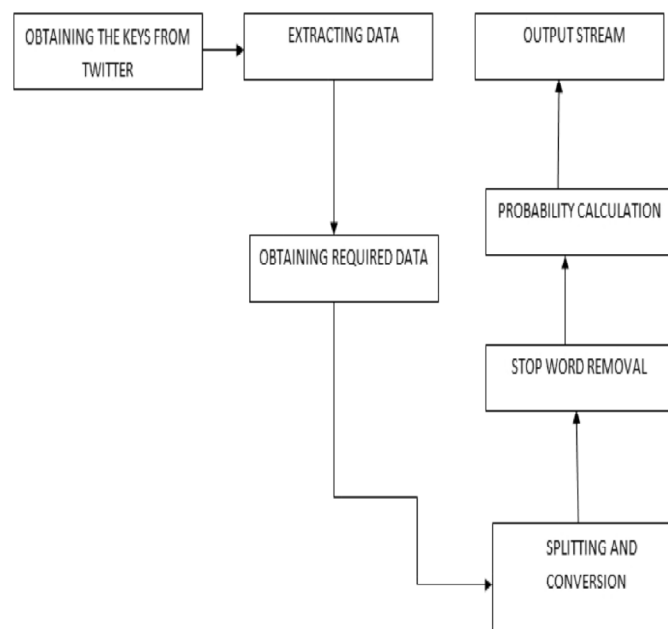 OBTAINING THE KEYS FROM
TWITTER
EXTRACTING DATA
OUTPUT STREAM
PROBABILITY CALCULATION
OBTAINING REQUIRED DATA
STOP WORD REMOVAL
SPLITTING AND
CONVERSION